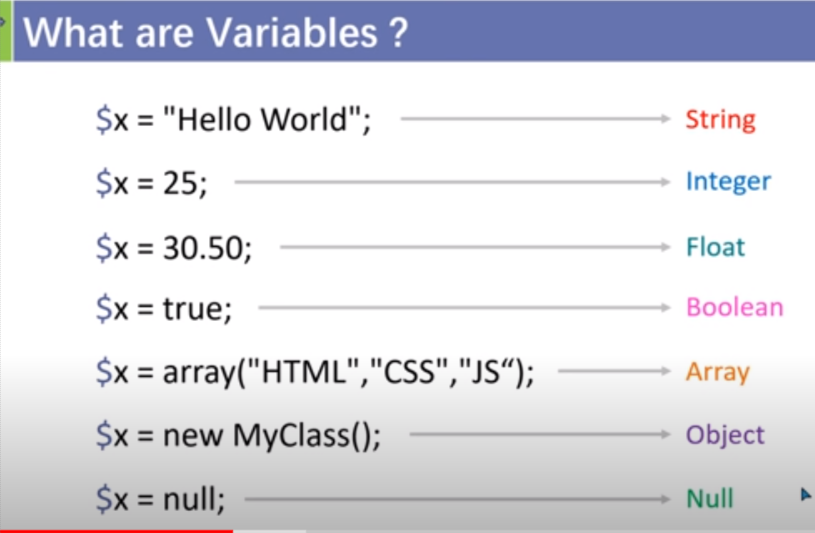 What are Variables ?
$x = "Hello World"; String
$x = 25; Integer
$x = 30.50; Float
$x = true; Boolean
$x = array("HTML","CSS","JS“); Array
$x = new MyClass(); Object
$x = null; Null